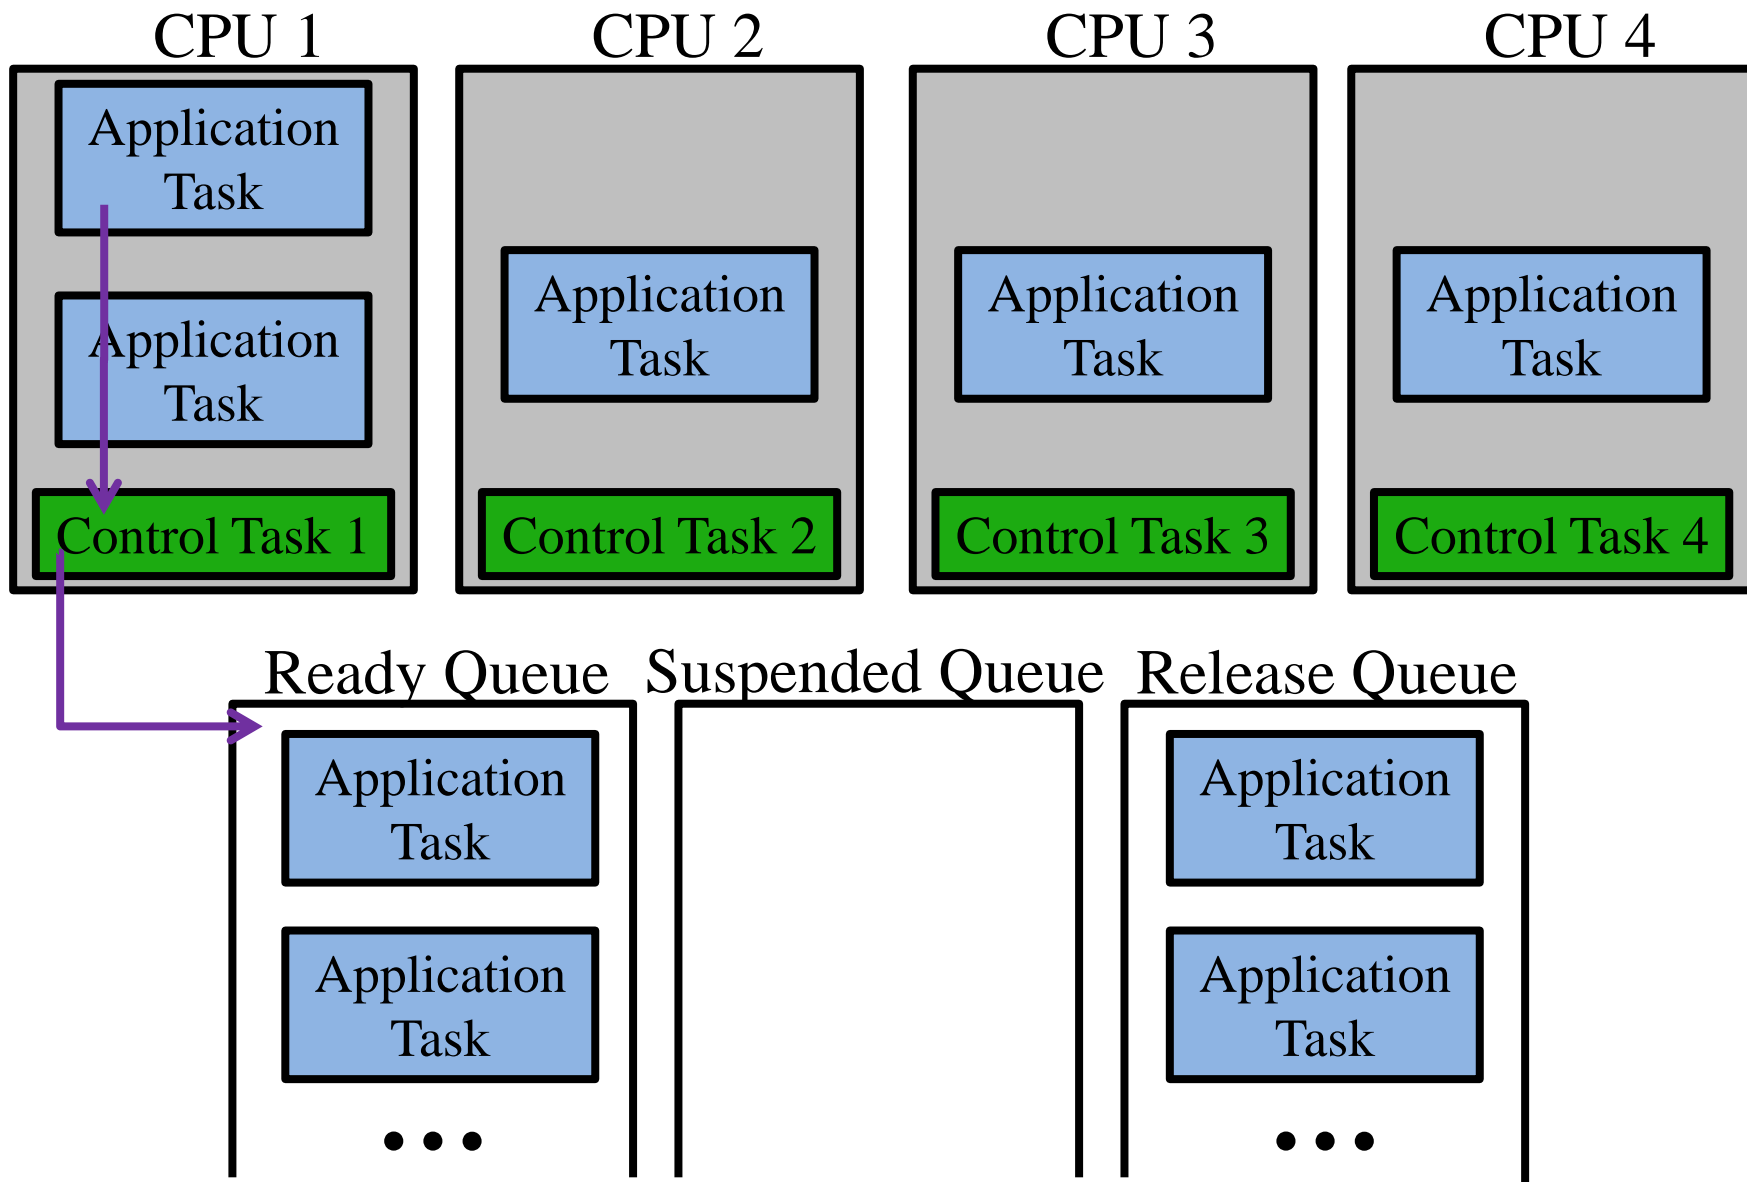 CPU 1 CPU 2 CPU 3 CPU 4
Application
Task
Application
Task
Control Task 1
Application
Task
Control Task 2
Application
Task
Control Task 3
Application
Task
Control Task 4
Ready Queue
Application
Task
Application
Task
Suspended Queue
Release Queue
Application
Task
Application
Task